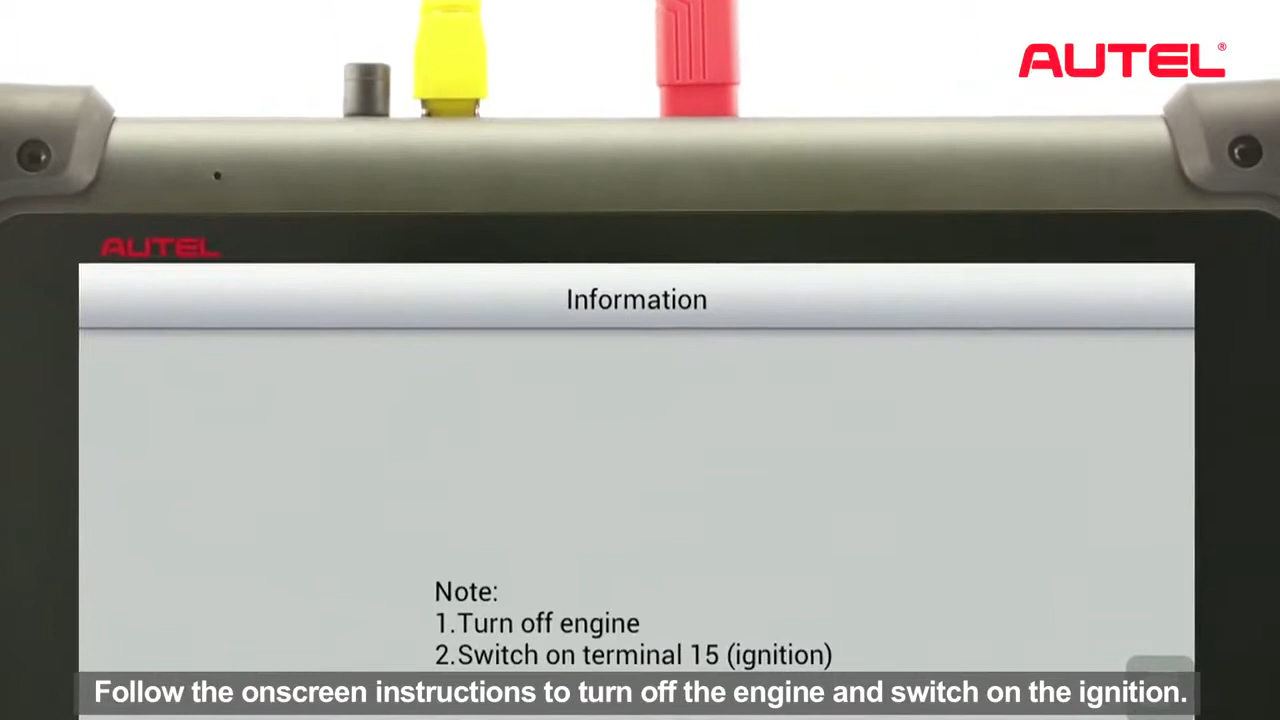 AUTEL®
AUTEL
Information
Note:
1.Turn off engine
2.Switch on terminal 15 (ignition)
Follow the onscreen instructions to turn off the engine and switch on the ignition.